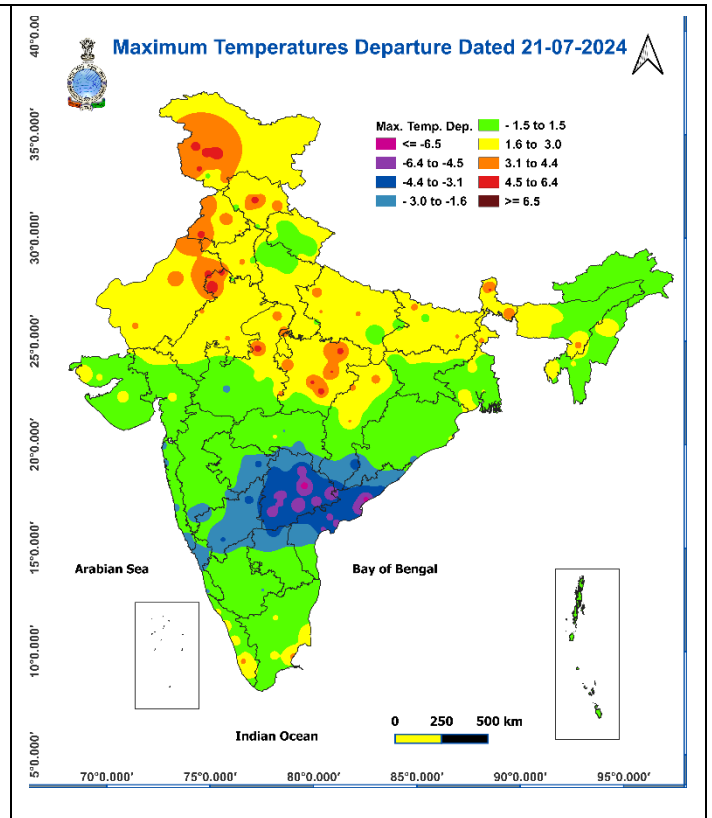 Maximum Temperatures Departure Dated 21-07-2024
Max. Temp. Dep.
<= -6.5
-6.4 to -4.5
-4.4 to -3.1
- 3.0 to -1.6
- 1.5 to 1.5
1.6 to 3.0
3.1 to 4.4
4.5 to 6.4
>= 6.5
40°0.00
35°0.000'
30°0.000'
25°0.000'
20°0.000'
15°0.000'
10°0.000'
5°0.000'
Arabian Sea
Bay of Bengal
Indian Ocean
0 250 500 km
70°0.000' 75°0.000' 80°0.000' 85°0.000' 90°0.000' 95°0.000'